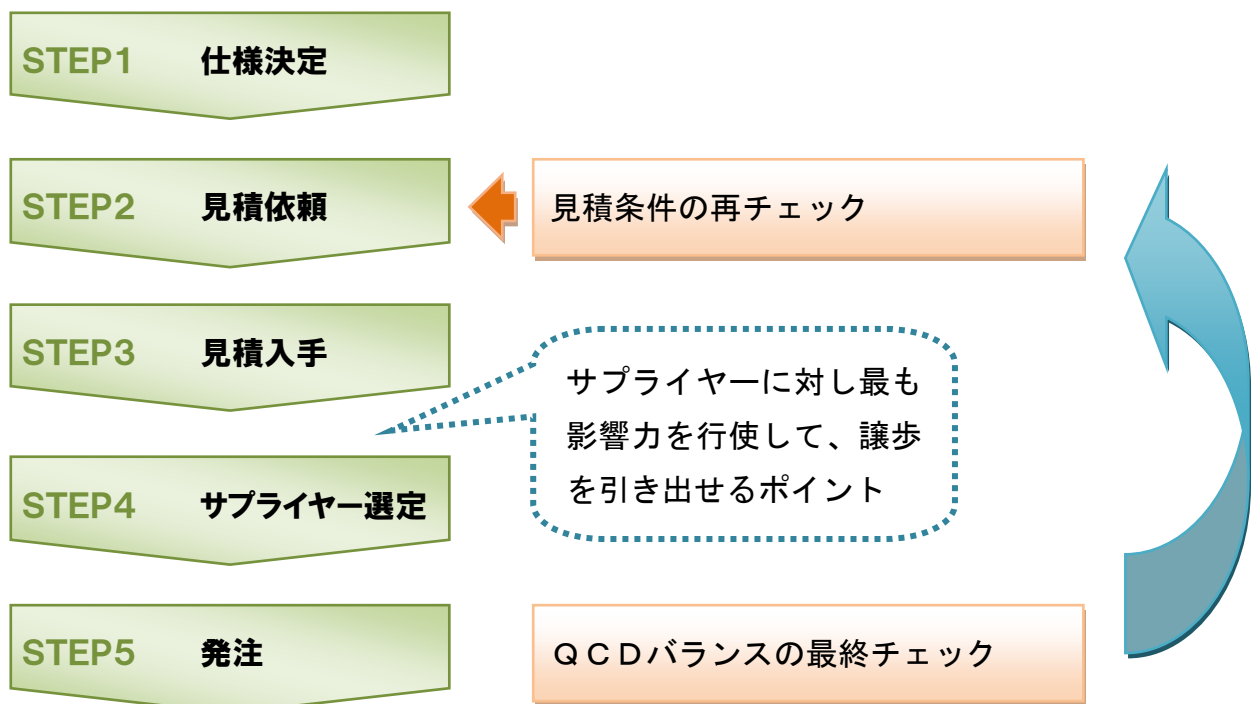 STEP1 仕様決定
STEP2 見積依頼
見積条件の再チェック
STEP3 見積入手
サプライヤーに対し最も
影響力を行使して、譲歩
を引き出せるポイント
STEP4 サプライヤー選定
STEP5 発注
ＱＣＤバランスの最終チェック